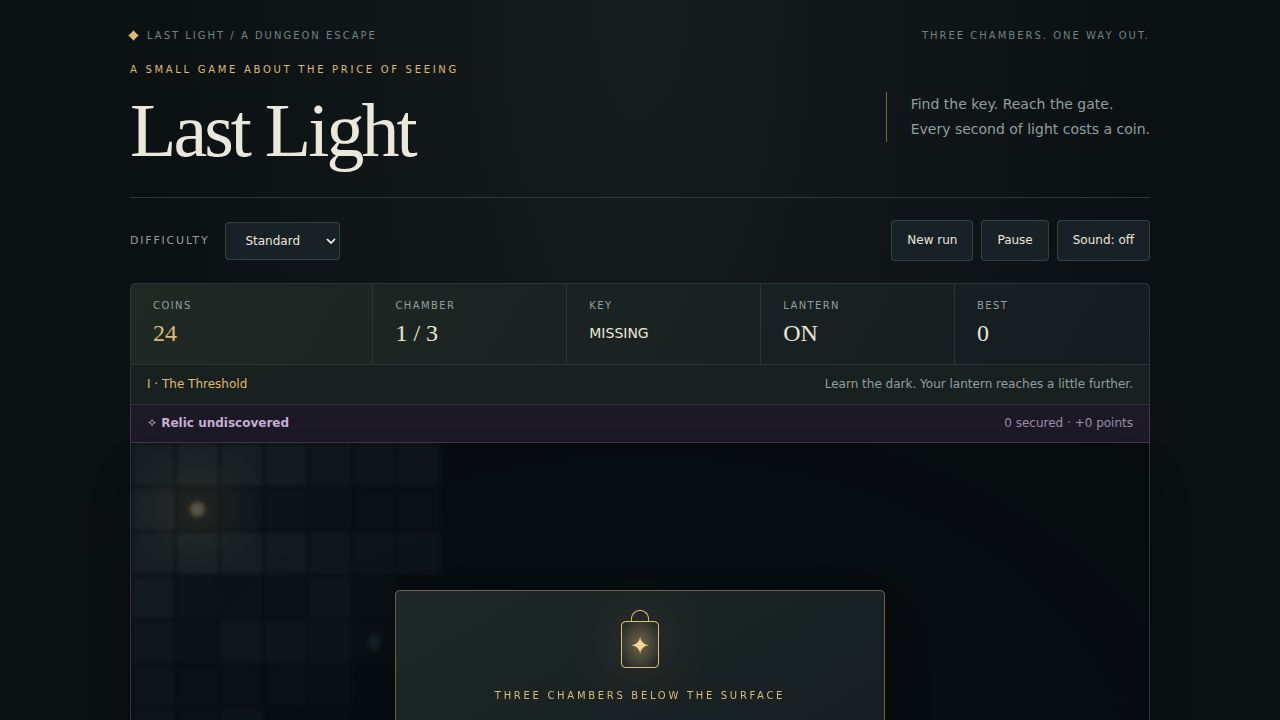 LAST LIGHT / A DUNGEON ESCAPE
THREE CHAMBERS. ONE WAY OUT.
A SMALL GAME ABOUT THE PRICE OF SEEING
Last Light
Find the key. Reach the gate.
Every second of light costs a coin.
DIFFICULTY
Standard
New run
Pause
Sound: off
COINS
24
CHAMBER
1 / 3
KEY
MISSING
LANTERN
ON
BEST
0
I · The Threshold
Learn the dark. Your lantern reaches a little further.
✧ Relic undiscovered
0 secured · +0 points
THREE CHAMBERS BELOW THE SURFACE